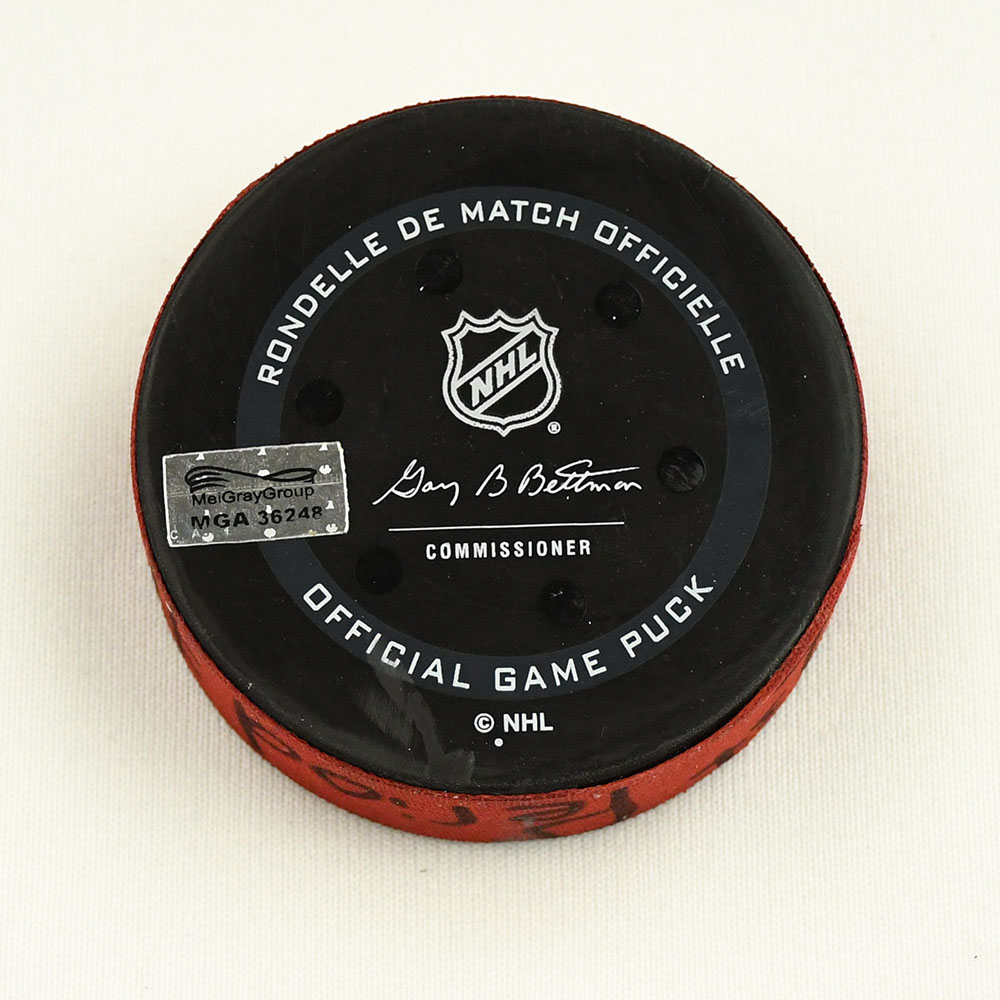 RONDELLE DE MATCH OFFICIELLE
NHL
®
MeiGrayGroup
MGA 36248
Gary B Bettman
COMMISSIONER
OFFICIAL GAME PUCK
© NHL